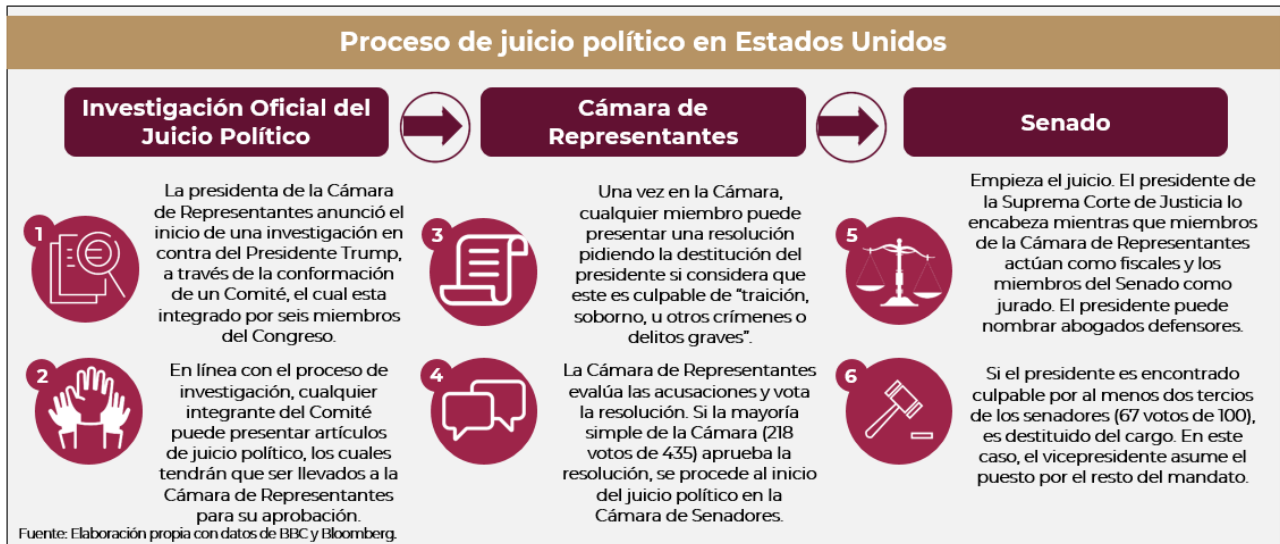 Proceso de juicio político en Estados Unidos
Investigación Oficial del
Juicio Político
1
La presidenta de la Cámara
de Representantes anunció el
inicio de una investigación en
contra del Presidente Trump,
a través de la conformación
de un Comité, el cual esta
integrado por seis miembros
del Congreso.
2
En línea con el proceso de
investigación, cualquier
integrante del Comité
puede presentar artículos
de juicio político, los cuales
tendrán que ser llevados a la
Cámara de Representantes
para su aprobación.
Cámara de
Representantes
3
Una vez en la Cámara,
cualquier miembro puede
presentar una resolución
pidiendo la destitución del
presidente si considera que
este es culpable de “traición,
soborno, u otros crímenes o
delitos graves”.
4
La Cámara de Representantes
evalúa las acusaciones y vota
la resolución. Si la mayoría
simple de la Cámara (218
votos de 435) aprueba la
resolución, se procede al inicio
del juicio político en la
Cámara de Senadores.
Senado
5
Empieza el juicio. El presidente de
la Suprema Corte de Justicia lo
encabeza mientras que miembros
de la Cámara de Representantes
actúan como fiscales y los
miembros del Senado como
jurado. El presidente puede
nombrar abogados defensores.
6
Si el presidente es encontrado
culpable por al menos dos tercios
de los senadores (67 votos de 100),
es destituido del cargo. En este
caso, el vicepresidente asume el
puesto por el resto del mandato.
Fuente: Elaboración propia con datos de BBC y Bloomberg.